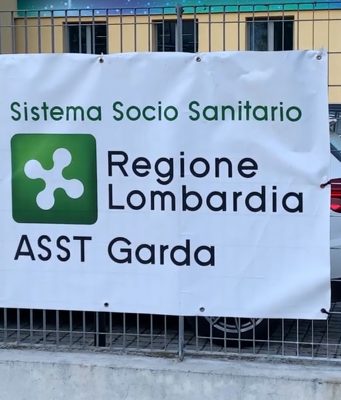 Sistema Socio Sanitario
Regione
Lombardia
ASST Garda